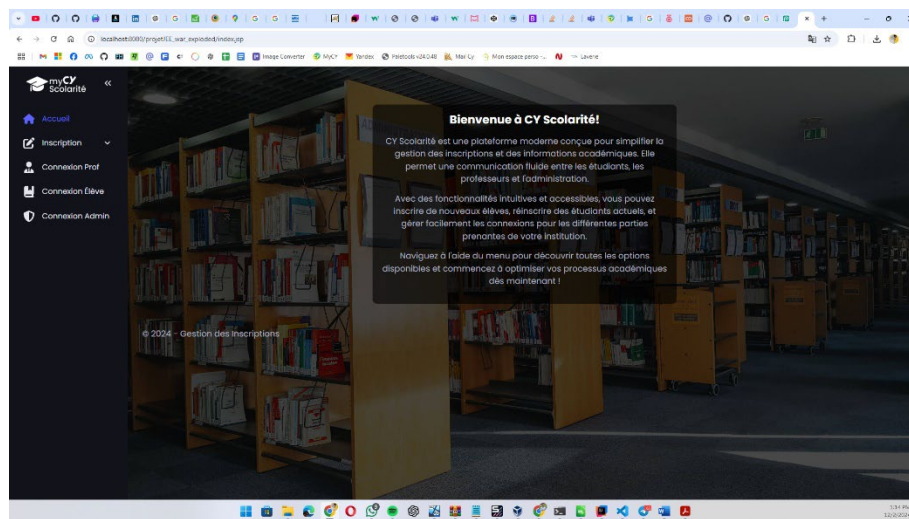 localhost:8080/projetEE_war_exploded/index.jsp
Image Converter
MyCY
Yandex
Mon espace perso -...
Laverie
myCY
Scolarité
Accueil
Inscription
Connexion Prof
Connexion Élève
Connexion Admin
Bienvenue à CY Scolarité!
CY Scolarité est une plateforme moderne conçue pour simplifier la
gestion des inscriptions et des informations académiques. Elle
permet une communication fluide entre les étudiants, les
professeurs et l'administration.
Avec des fonctionnalités intuitives et accessibles, vous pouvez
inscrire de nouveaux élèves, réinscrire des étudiants actuels, et
gérer facilement les connexions pour les différentes parties
prenantes de votre institution.
Naviguez à l'aide du menu pour découvrir toutes les options
disponibles et commencez à optimiser vos processus académiques
dès maintenant !
© 2024 - Gestion des Inscriptions